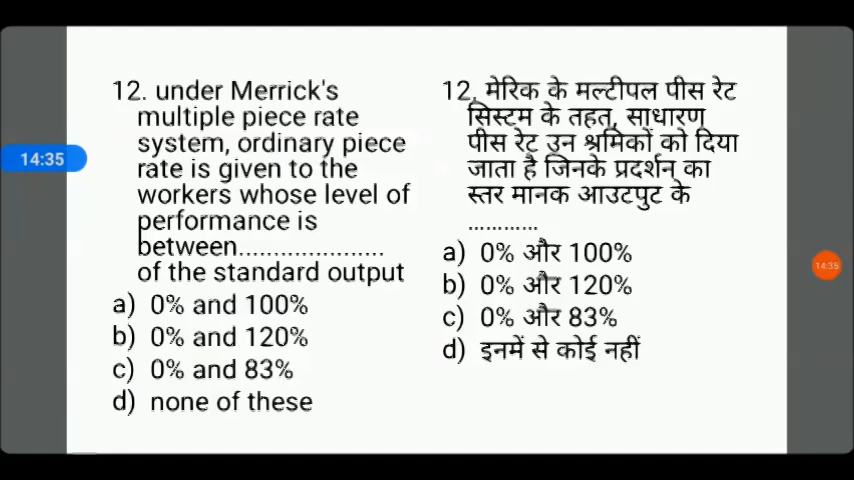 12. under Merrick's
multiple piece rate
system, ordinary piece
rate is given to the
workers whose level of
performance is
between.....................
of the standard output
a) 0% and 100%
b) 0% and 120%
c) 0% and 83%
d) none of these
12. मेरिक के मल्टीपल पीस रेट
सिस्टम के तहत, साधारण
पीस रेट उन श्रमिकों को दिया
जाता है जिनके प्रदर्शन का
स्तर मानक आउटपुट के
............
a) 0% और 100%
b) 0% और 120%
c) 0% और 83%
d) इनमें से कोई नहीं
14:35
14:35